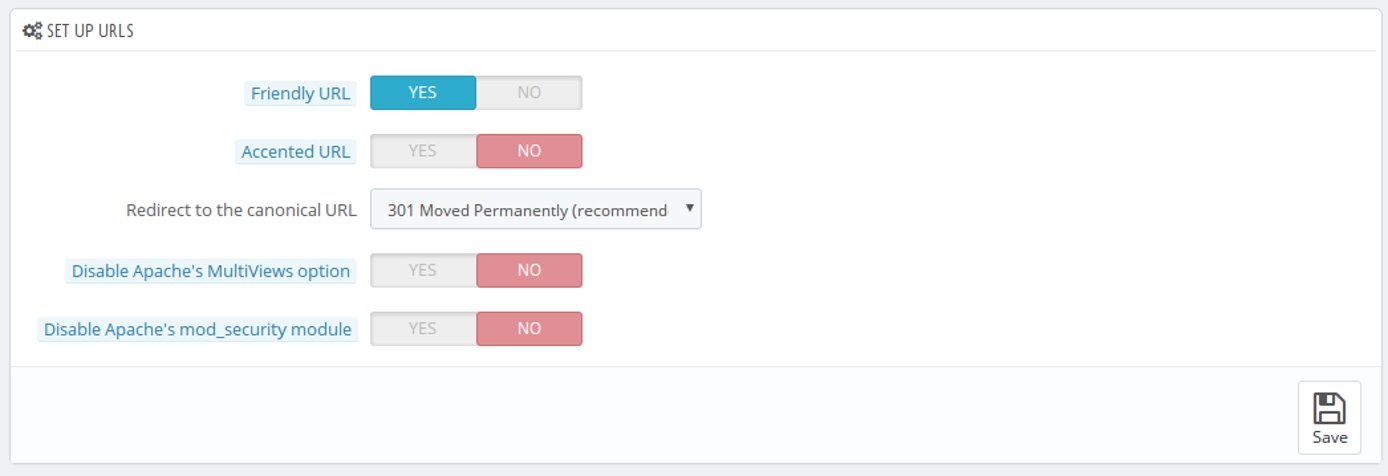 SET UP URLS
Friendly URL YES NO
Accented URL YES NO
Redirect to the canonical URL 301 Moved Permanently (recommend
Disable Apache's MultiViews option YES NO
Disable Apache's mod_security module YES NO
Save